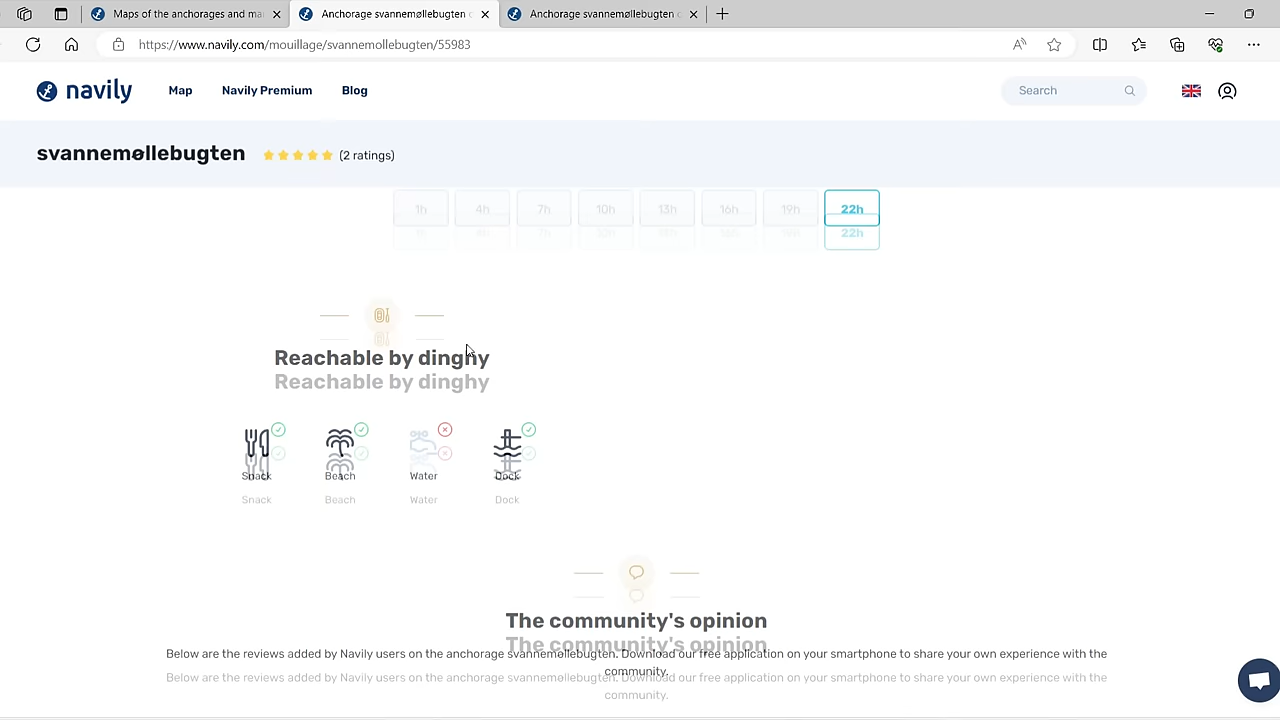 Maps of the anchorages and ma
Anchorage svannemøllebugten
Anchorage svannemøllebugten
https://www.navily.com/mouillage/svannemollebugten/55983
navily
Map
Navily Premium
Blog
Search
svannemøllebugten
(2 ratings)
1h 4h 7h 10h 13h 16h 19h 22h
22h
Reachable by dinghy
Reachable by dinghy
Snack Beach Water Dock
Snack Beach Water Dock
The community's opinion
The community's opinion
Below are the reviews added by Navily users on the anchorage svannemøllebugten. Download our free application on your smartphone to share your own experience with the
community.
Below are the reviews added by Navily users on the anchorage svannemøllebugten. Download our free application on your smartphone to share your own experience with the
community.